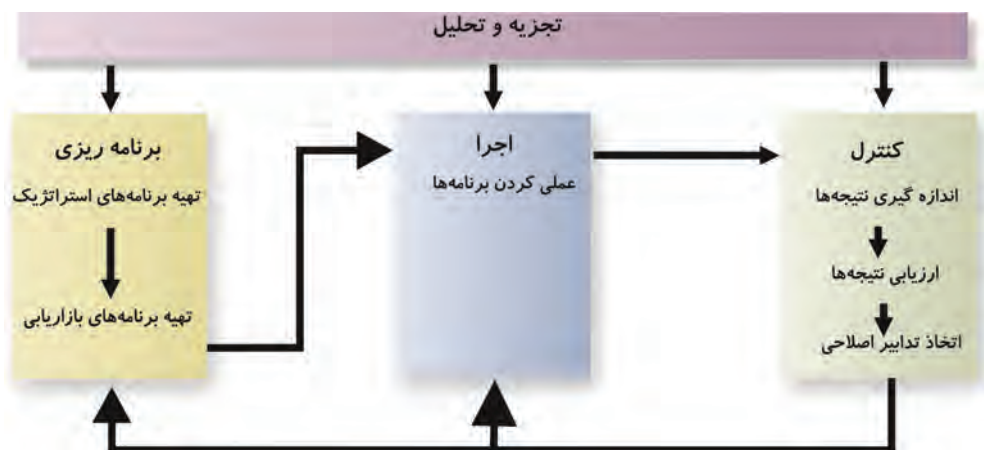 تجزیه و تحلیل
برنامه ریزی
تهیه برنامه‌های استراتژیک
تهیه برنامه‌های بازاریابی
اجرا
عملی کردن برنامه‌ها
کنترل
اندازه گیری نتیجه‌ها
ارزیابی نتیجه‌ها
اتخاذ تدابیر اصلاحی